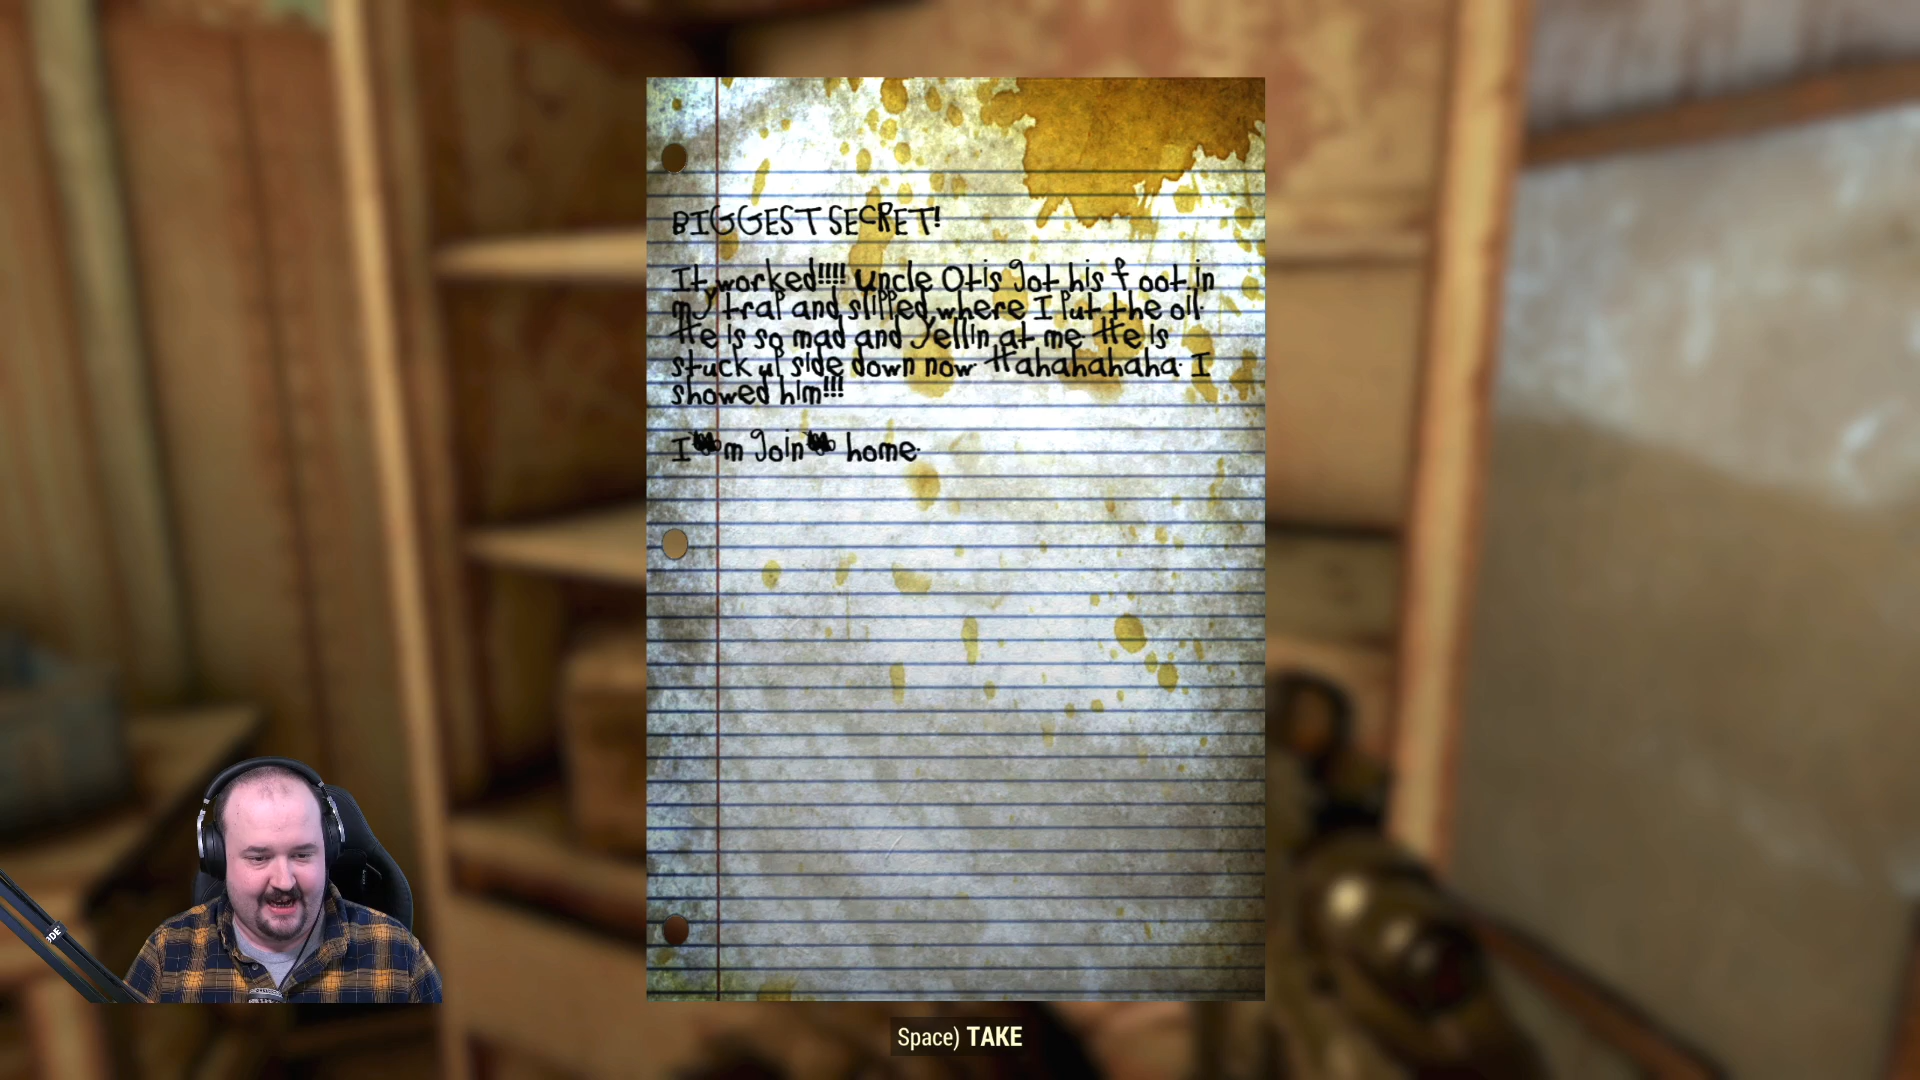 BIGGEST SECRET!
It worked!!!! Uncle Otis got his foot in
my trap and slipped where I put the oil.
He is so mad and yellin at me. He is
stuck up side down now. Hahahahaha. I
showed him!!!
I m goin home.
Space) TAKE